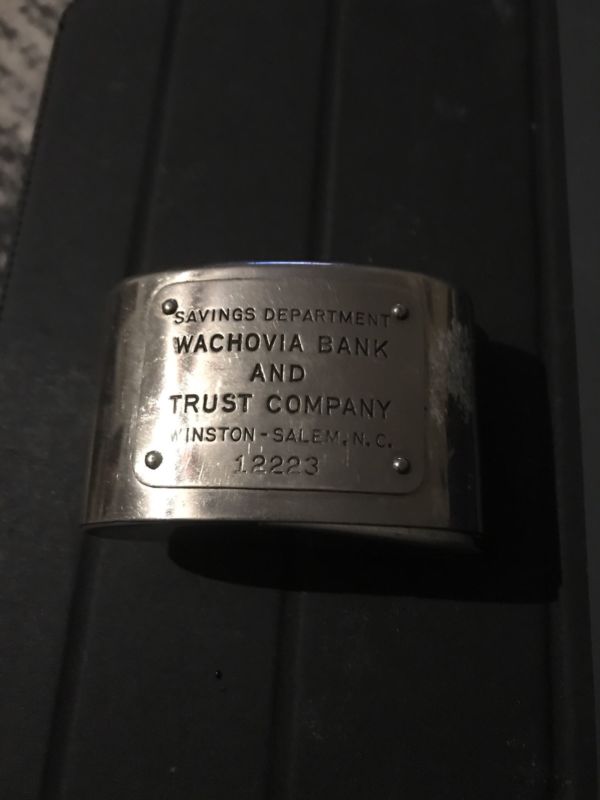 SAVINGS DEPARTMENT
WACHOVIA BANK
AND
TRUST COMPANY
WINSTON-SALEM, N.C.
12223